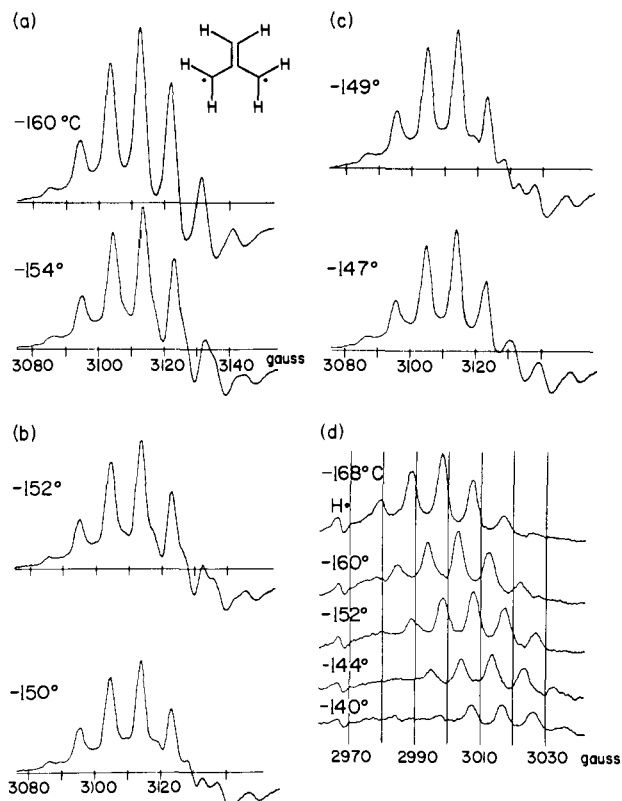 (a)
H H
H H
H H
-160 °C
-154°
3080 3100 3120 3140 gauss
(c)
-149°
-147°
3080 3100 3120
(b)
-152°
-150°
3080 3100 3120
(d)
-168°C
H•
-160°
-152°
-144°
-140°
2970 2990 3010 3030 gauss